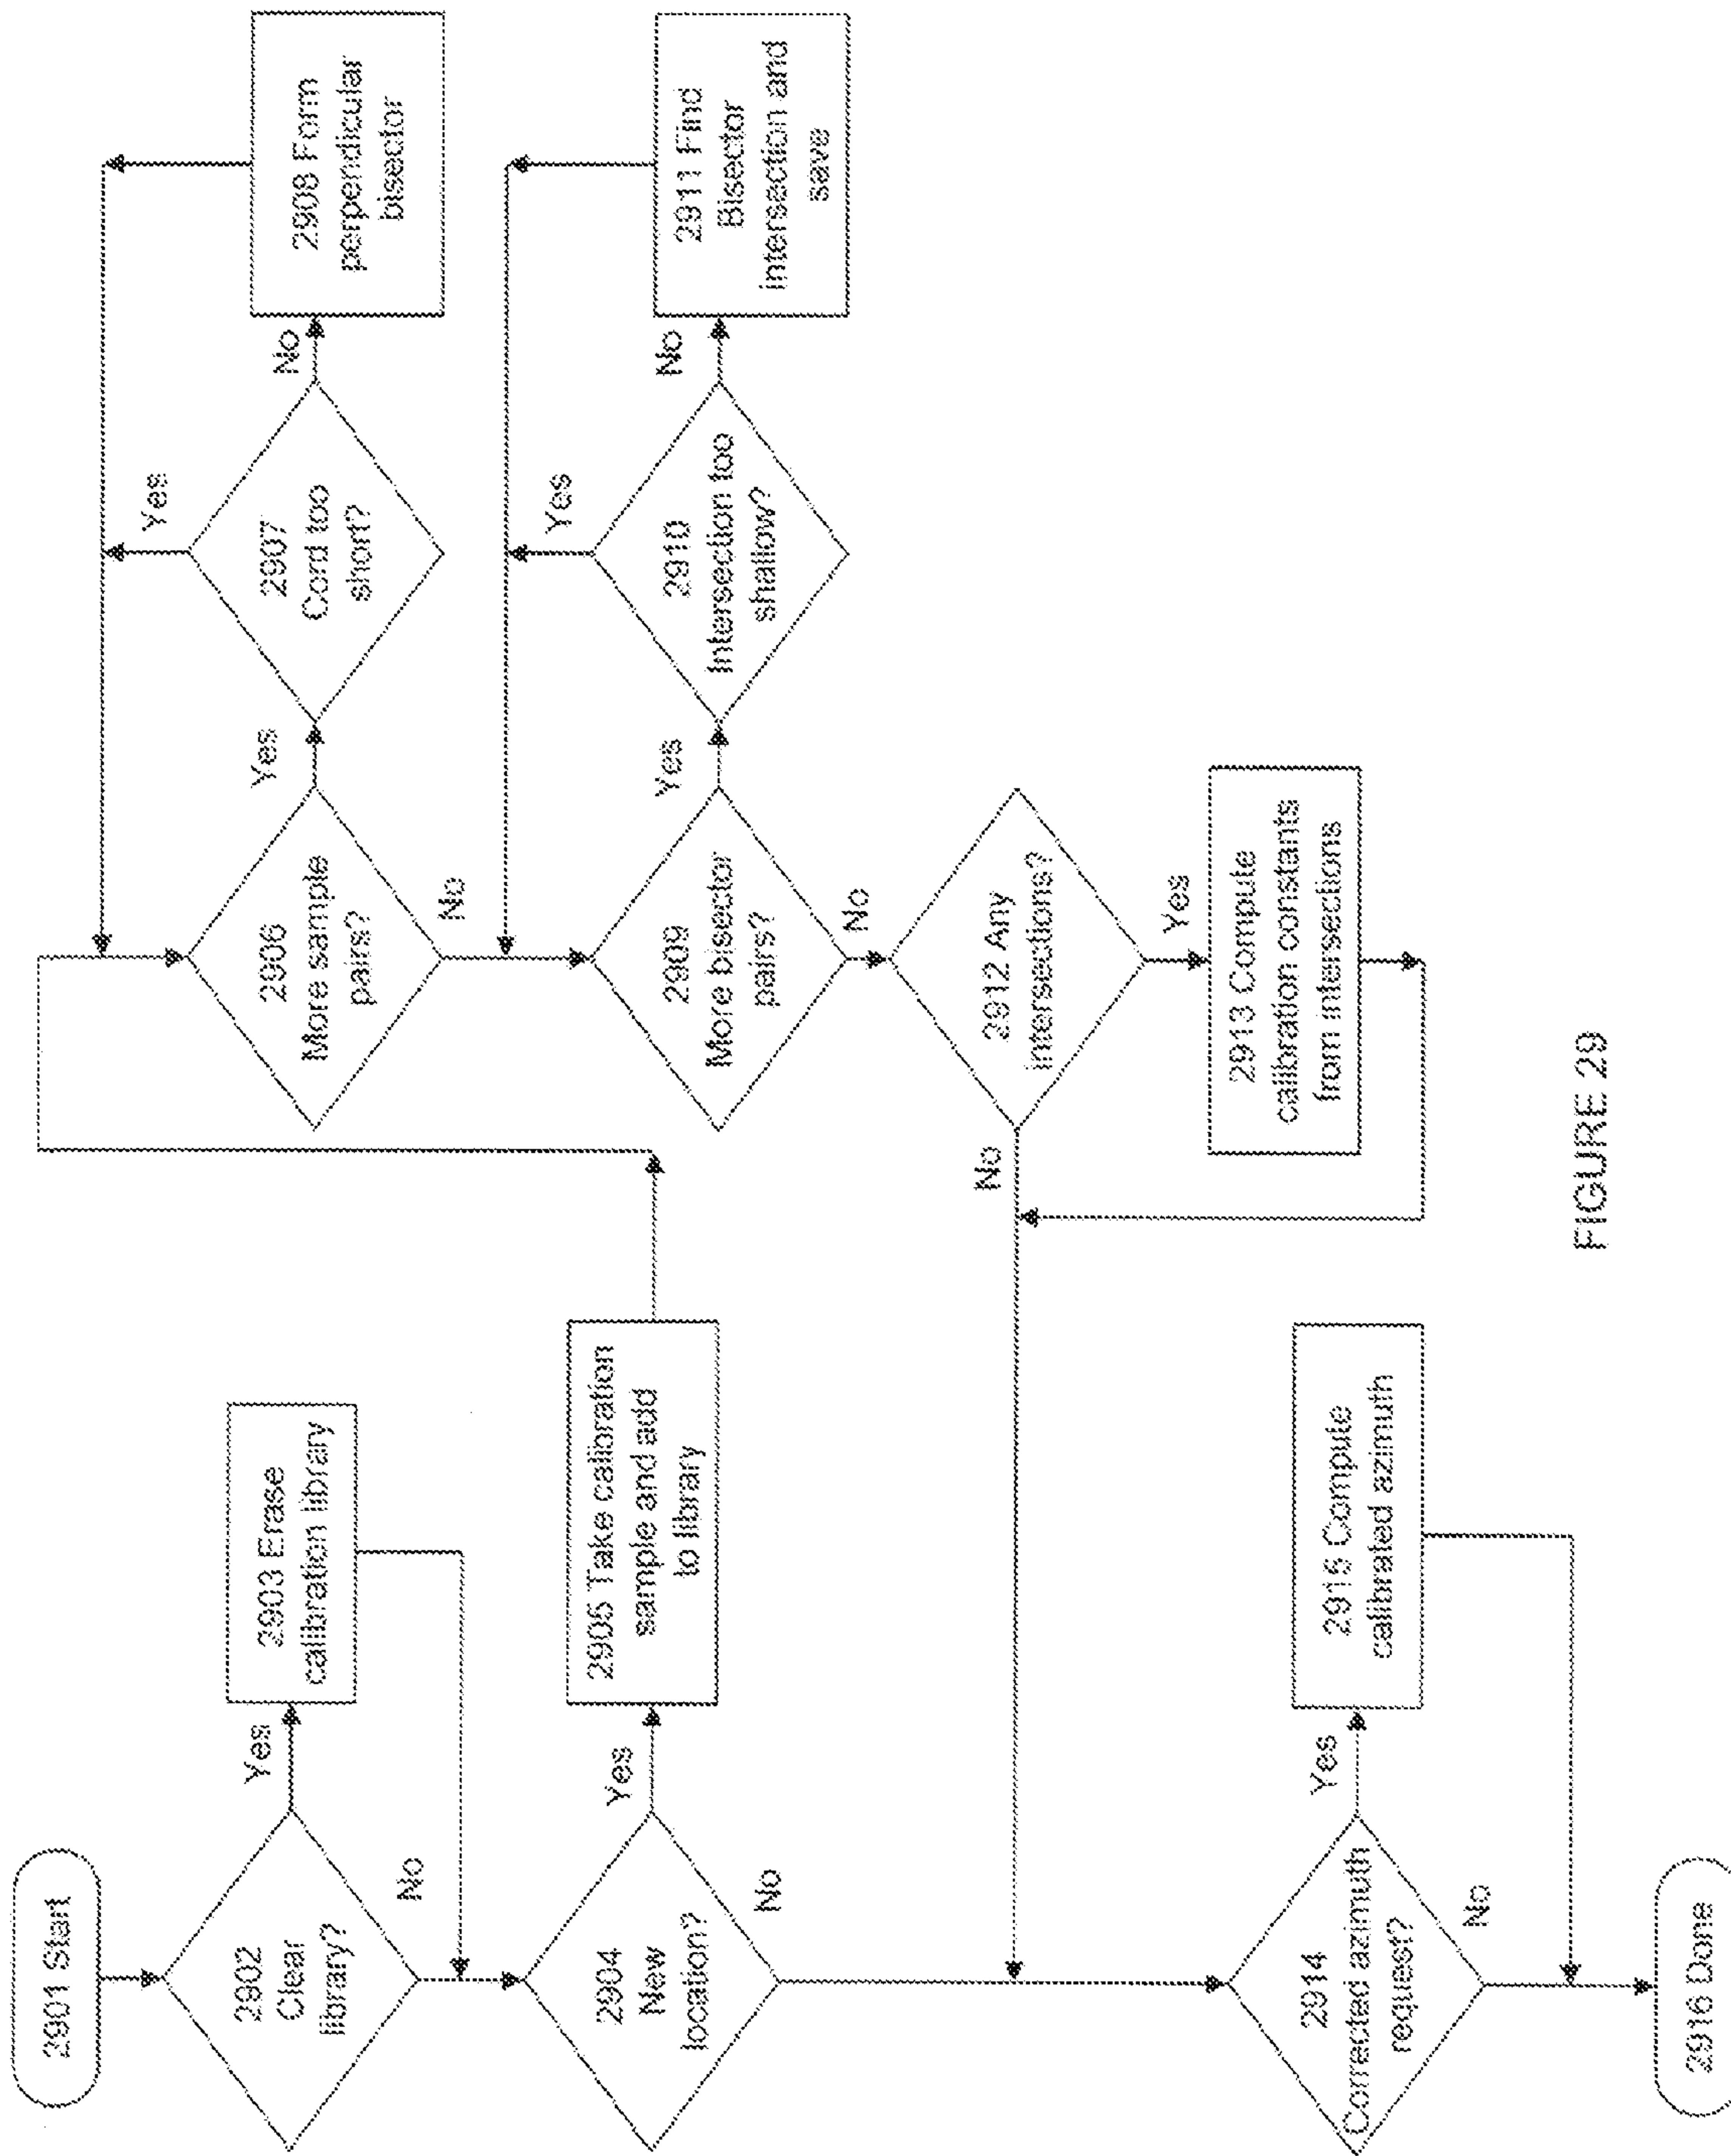 2901 Start
2902
Clear
library?
Yes
No
2903 Erase
calibration library
2904
New
location?
Yes
No
2905 Take calibration
sample and add
to library
2906
More sample
pairs?
Yes
No
2907
Cord too
short?
Yes
No
2908 Form
perpendicular
bisector
2909
More bisector
pairs?
Yes
No
2910
Intersection too
shallow?
Yes
No
2911 Find
Bisector
intersection and
save
2912 Any
intersections?
No
Yes
2913 Compute
calibration constants
from intersections
2914
Corrected azimuth
request?
Yes
No
2915 Compute
calibrated azimuth
2916 Done
FIGURE 29